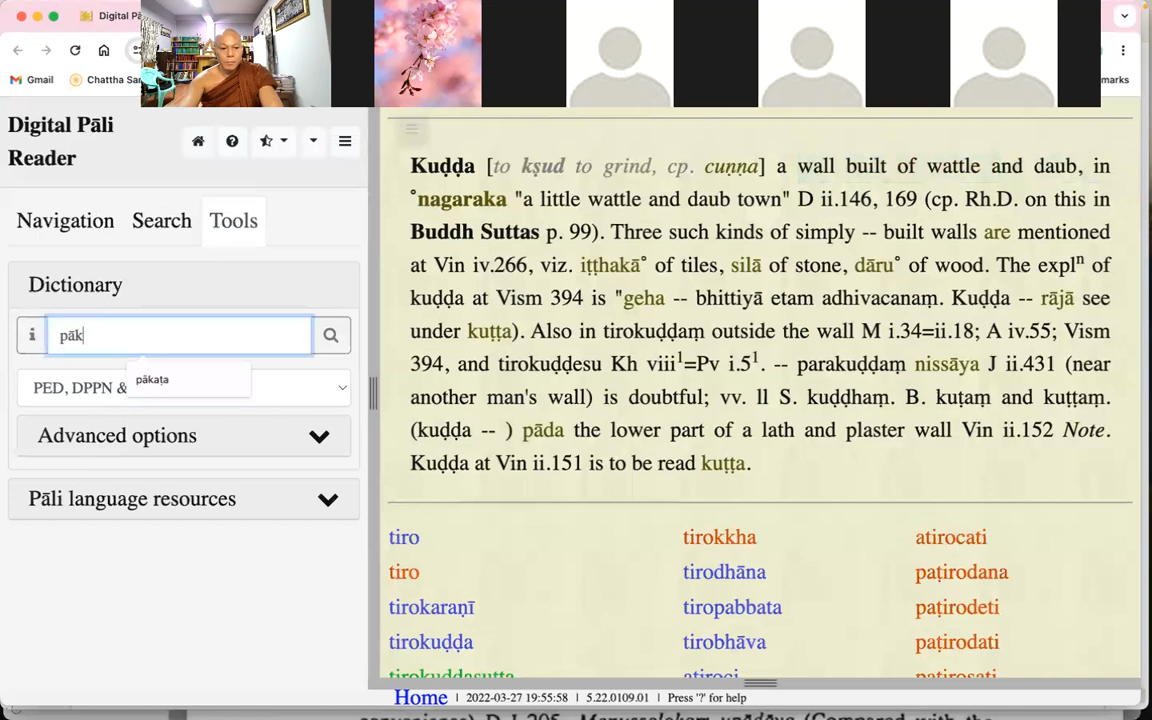 Digital Pā
Gmail
Chattha Sar
marks
Digital Pāli
Reader
Navigation Search Tools
Dictionary
i pāk
pākaṭa
PED, DPPN &
Advanced options
Pāli language resources
Kuḍḍa [to kṣud to grind, cp. cuṇṇa] a wall built of wattle and daub, in
˚nagaraka "a little wattle and daub town" D ii.146, 169 (cp. Rh.D. on this in
Buddh Suttas p. 99). Three such kinds of simply -- built walls are mentioned
at Vin iv.266, viz. iṭṭhakā˚ of tiles, silā of stone, dāru˚ of wood. The explⁿ of
kuḍḍa at Vism 394 is "geha -- bhittiyā etam adhivacanaṃ. Kuḍḍa -- rājā see
under kuṭṭa). Also in tirokuḍḍaṃ outside the wall M i.34=ii.18; A iv.55; Vism
394, and tirokuḍḍesu Kh viii¹=Pv i.5¹. -- parakuḍḍaṃ nissāya J ii.431 (near
another man's wall) is doubtful; vv. ll S. kuḍḍhaṃ. B. kuṭaṃ and kuṭṭaṃ.
(kuḍḍa -- ) pāda the lower part of a lath and plaster wall Vin ii.152 Note.
Kuḍḍa at Vin ii.151 is to be read kuṭṭa.
tiro tirokkha atirocati
tiro tirodhāna paṭirodana
tirokaraṇī tiropabbata paṭirodeti
tirokuḍḍa tirobhāva paṭirodati
tirokuḍḍasutta atiroci paṭirosati
Home | 2022-03-27 19:55:58 | 5.22.0109.01 | Press '?' for help